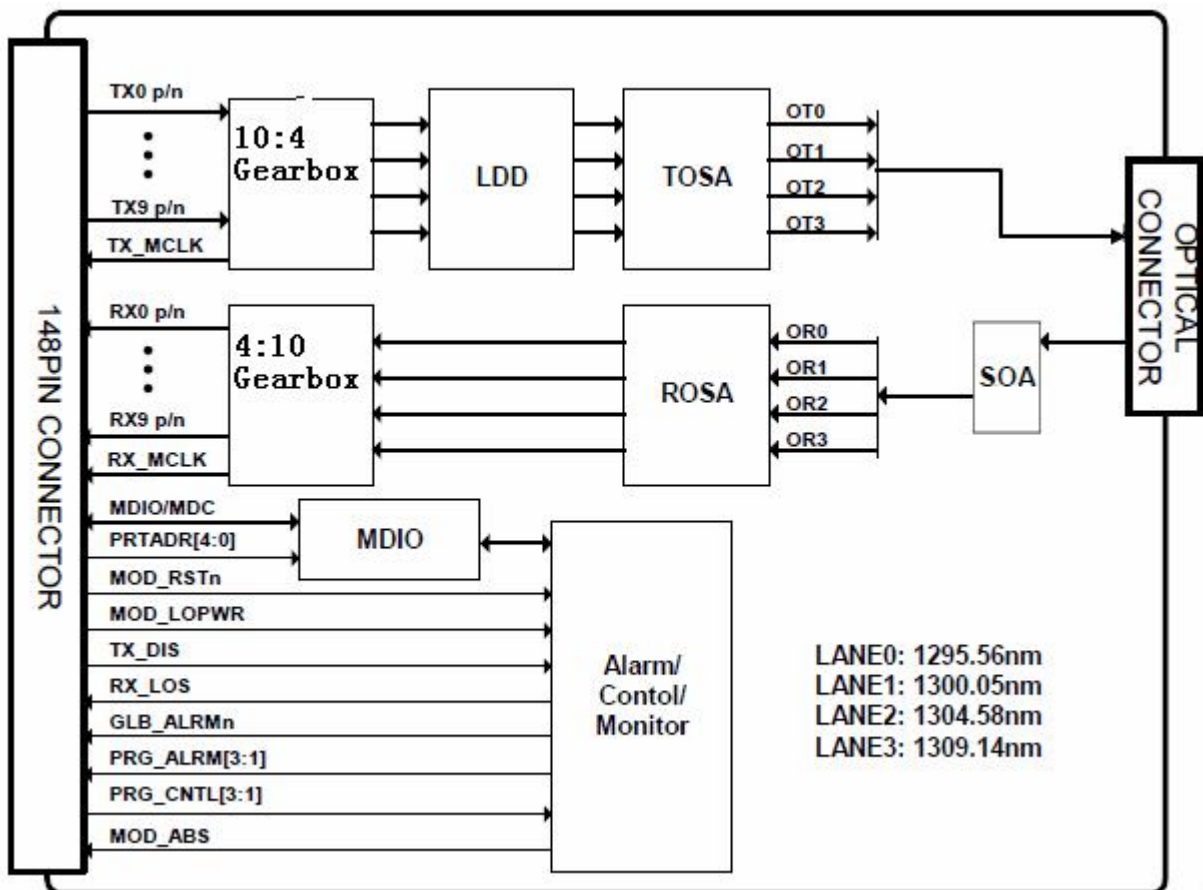 148PIN CONNECTOR
TX0 p/n
TX9 p/n
TX_MCLK
10:4
Gearbox
LDD
TOSA
OT0
OT1
OT2
OT3
OPTICAL
CONNECTOR
RX0 p/n
RX9 p/n
RX_MCLK
4:10
Gearbox
ROSA
OR0
OR1
OR2
OR3
SOA
MDIO/MDC
PRTADR[4:0]
MDIO
MOD_RSTn
MOD_LOPWR
TX_DIS
RX_LOS
GLB_ALRMn
PRG_ALRM[3:1]
PRG_CNTL[3:1]
MOD_ABS
Alarm/
Contol/
Monitor
LANE0: 1295.56nm
LANE1: 1300.05nm
LANE2: 1304.58nm
LANE3: 1309.14nm